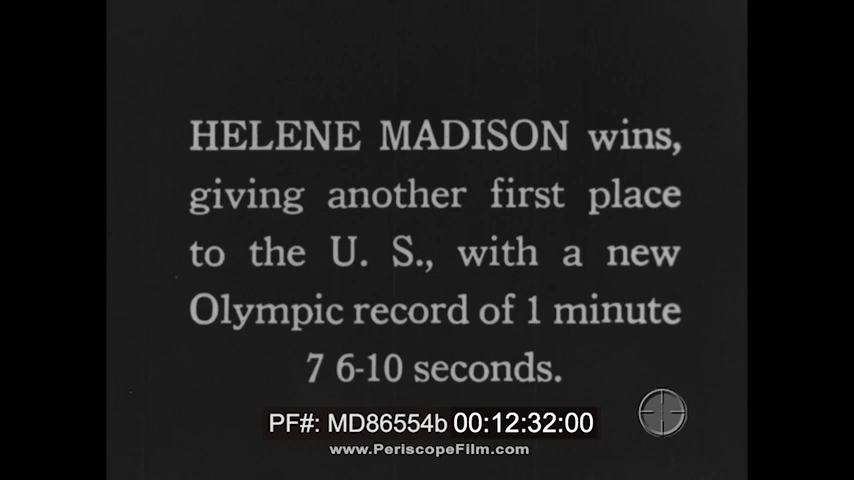 HELENE MADISON wins,
giving another first place
to the U. S., with a new
Olympic record of 1 minute
7 6-10 seconds.
PF#: MD86554b 00:12:32:00
www.PeriscopeFilm.com